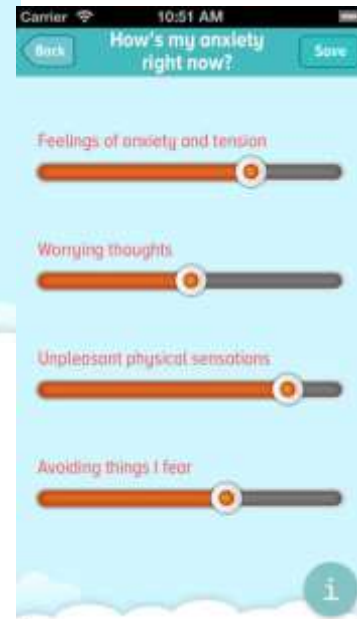 Carrier 10:51 AM
Back
How's my anxiety
right now?
Save
Feelings of anxiety and tension
Worrying thoughts
Unpleasant physical sensations
Avoiding things I fear
i